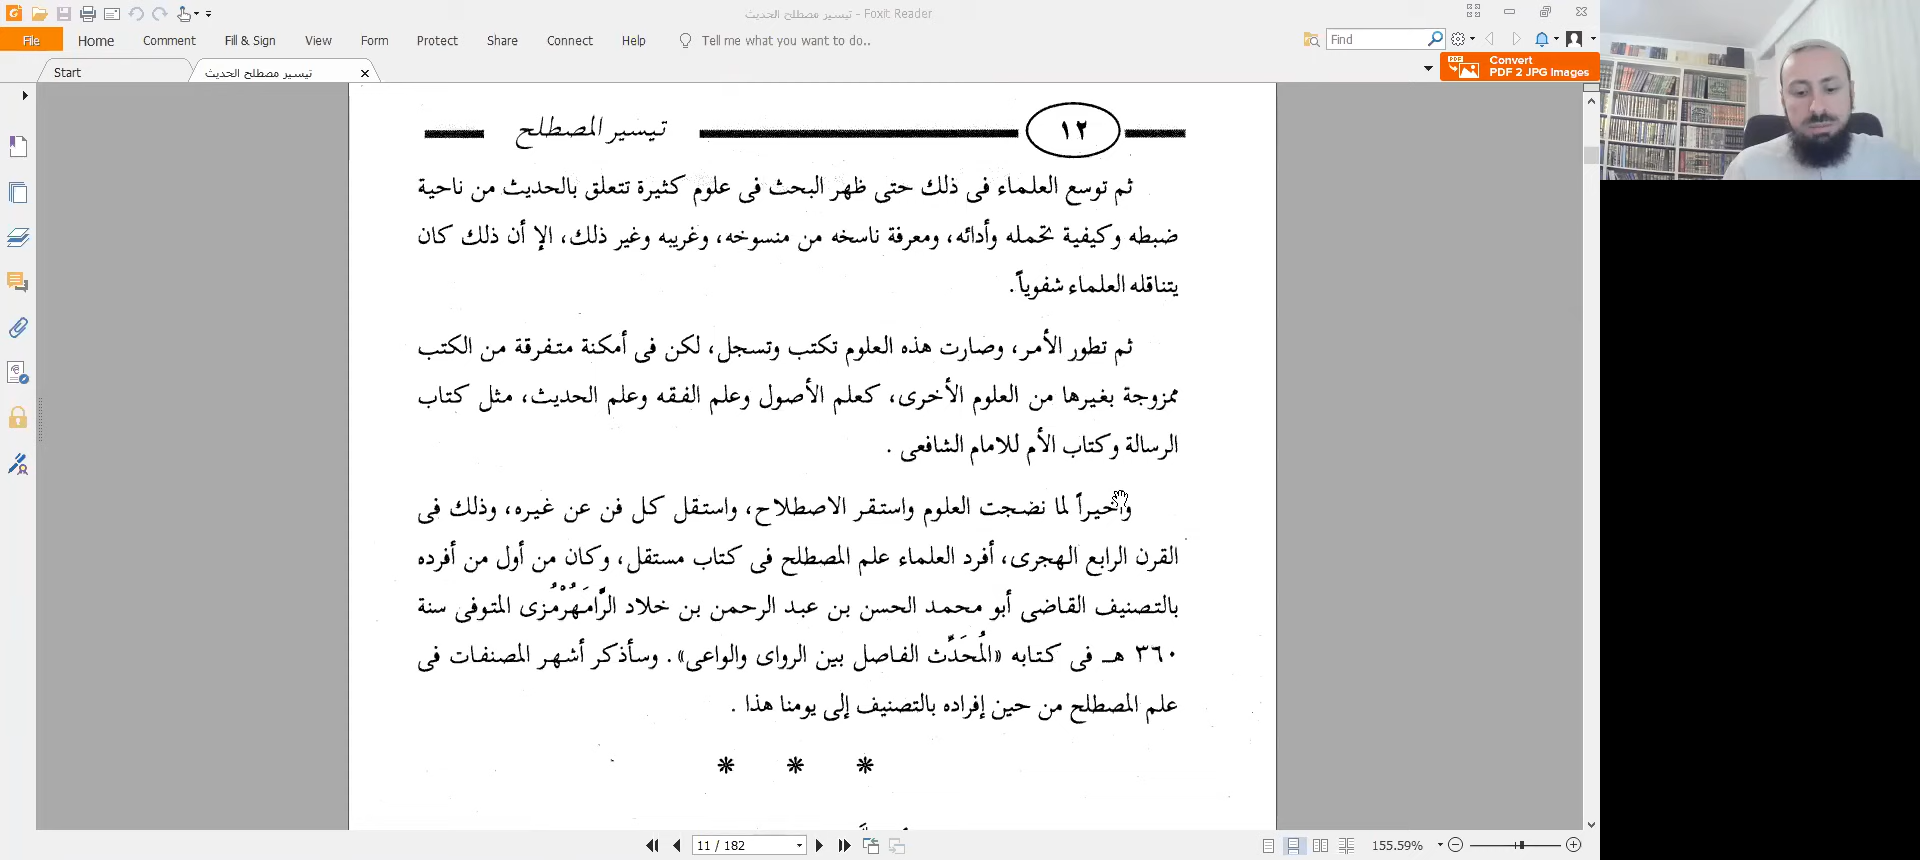 تيسير مصطلح الحديث - Foxit Reader
File
Home
Comment
Fill & Sign
View
Form
Protect
Share
Connect
Help
Tell me what you want to do..
Find
Start
تيسير مصطلح الحديث
Convert
PDF 2 JPG Images
١٢
تيسير المصطلح
ثم توسع العلماء فى ذلك حتى ظهر البحث فى علوم كثيرة تتعلق بالحديث من ناحية
ضبطه وكيفية تحمله وأدائه، ومعرفة ناسخه من منسوخه، وغريبه وغير ذلك، الا أن ذلك كان
يتناقله العلماء شفوياً.
ثم تطور الأمر، وصارت هذه العلوم تكتب وتسجل، لكن فى أمكنة متفرقة من الكتب
ممزوجة بغيرها من العلوم الأخرى، كعلم الأصول وعلم الفقه وعلم الحديث، مثل كتاب
الرسالة وكتاب الأم للامام الشافعى .
وأخيراً لما نضجت العلوم واستقر الاصطلاح، واستقل كل فن عن غيره، وذلك فى
القرن الرابع الهجرى، أفرد العلماء علم المصطلح فى كتاب مستقل، وكان من أول من أفرده
بالتصنيف القاضى أبو محمد الحسن بن عبد الرحمن بن خلاد الرَّامَهُرْمُزى المتوفى سنة
٣٦٠ هـ فى كتابه «المُحَدِّث الفاصل بين الرواى والواعى». وسأذكر أشهر المصنفات فى
علم المصطلح من حين إفراده بالتصنيف إلى يومنا هذا .
* * *
11 / 182
155.59%